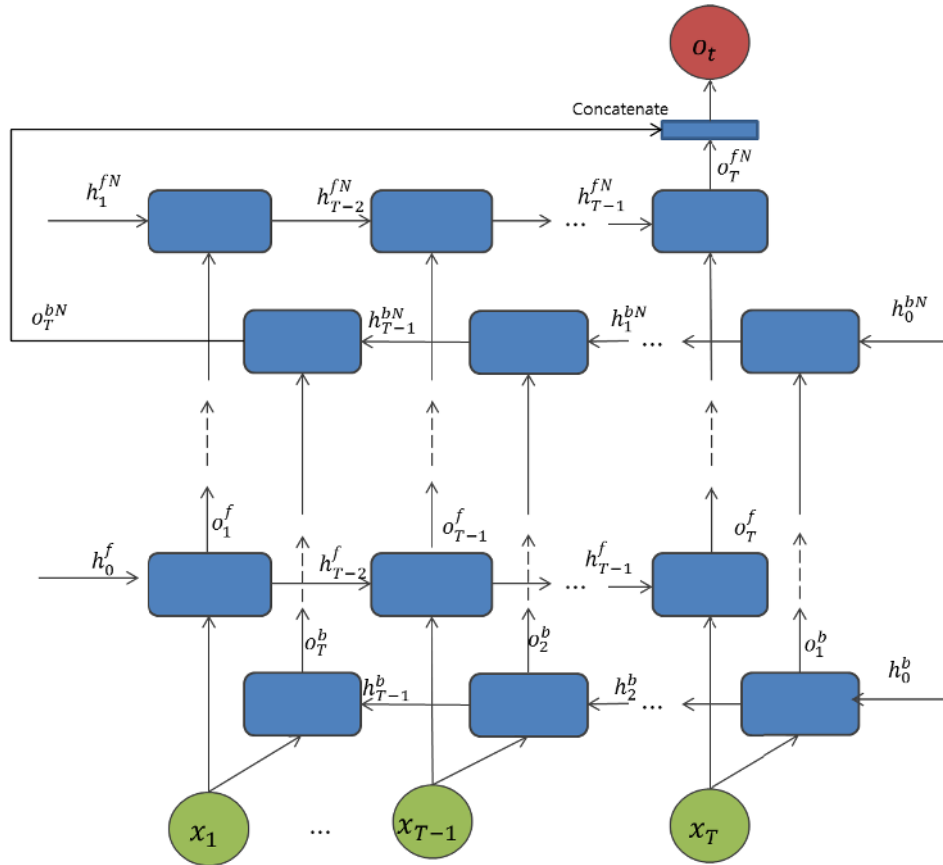 o_t
Concatenate
o_T^{fN}
h_1^{fN} h_{T-2}^{fN} ... h_{T-1}^{fN}
o_T^{bN} h_{T-1}^{bN} h_1^{bN} ... h_0^{bN}
o_1^f o_{T-1}^f o_T^f
h_0^f h_{T-2}^f ... h_{T-1}^f
o_T^b o_2^b o_1^b
h_{T-1}^b h_2^b ... h_0^b
x_1 ... x_{T-1} x_T